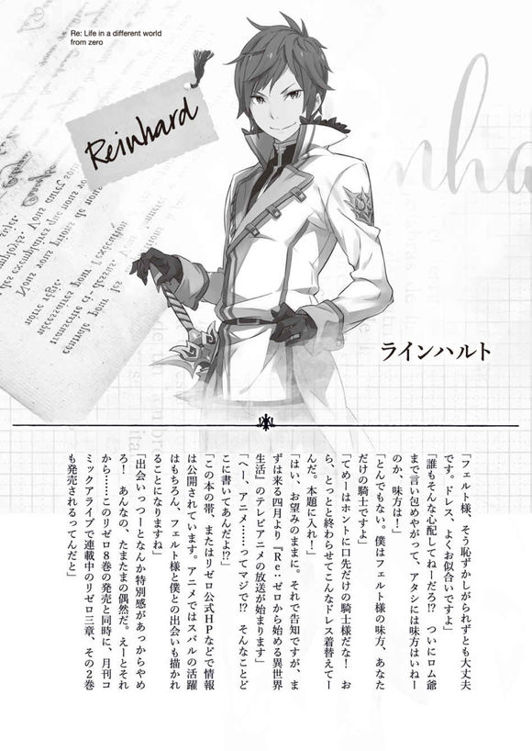 Re: Life in a different world
from zero
Reinhard
ラインハルト
「フェルト様、そう恥ずかしがられずとも大丈夫
です。ドレス、よくお似合いですよ」
「誰もそんな心配してねーだろ!? ついにロム爺
まで言い包めやがって、アタシには味方はいねー
のか、味方は!」
「とんでもない。僕はフェルト様の味方、あなた
だけの騎士ですよ」
「てめーはホントに口先だけの騎士様だな! お
ら、とっとと終わらせてこんなドレス着替えてー
んだ。本題に入れ!」
「はい、お望みのままに。それで告知ですが、ま
ずは来る四月より『Re:ゼロから始める異世界
生活』のテレビアニメの放送が始まります」
「へー、アニメ……ってマジで!? そんなことど
こに書いてあんだよ!?」
「この本の帯、またはリゼロ公式HPなどで情報
は公開されています。アニメではスバルの活躍
はもちろん、フェルト様と僕との出会いも描かれ
ることになりますね」
「出会いっつーとなんか特別感があっからやめ
ろ! あんなの、たまたまの偶然だ。えーとそれ
から……このリゼロ8巻の発売と同時に、月刊コ
ミックアライブで連載中のリゼロ三章、その2巻
も発売されるってんだと」